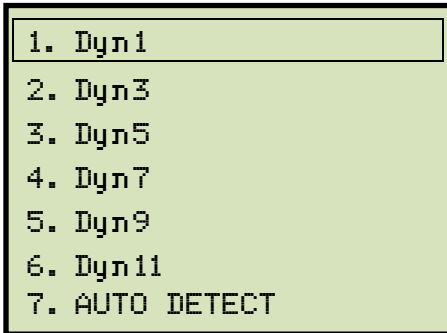 1. Dyn1
2. Dyn3
3. Dyn5
4. Dyn7
5. Dyn9
6. Dyn11
7. AUTO DETECT